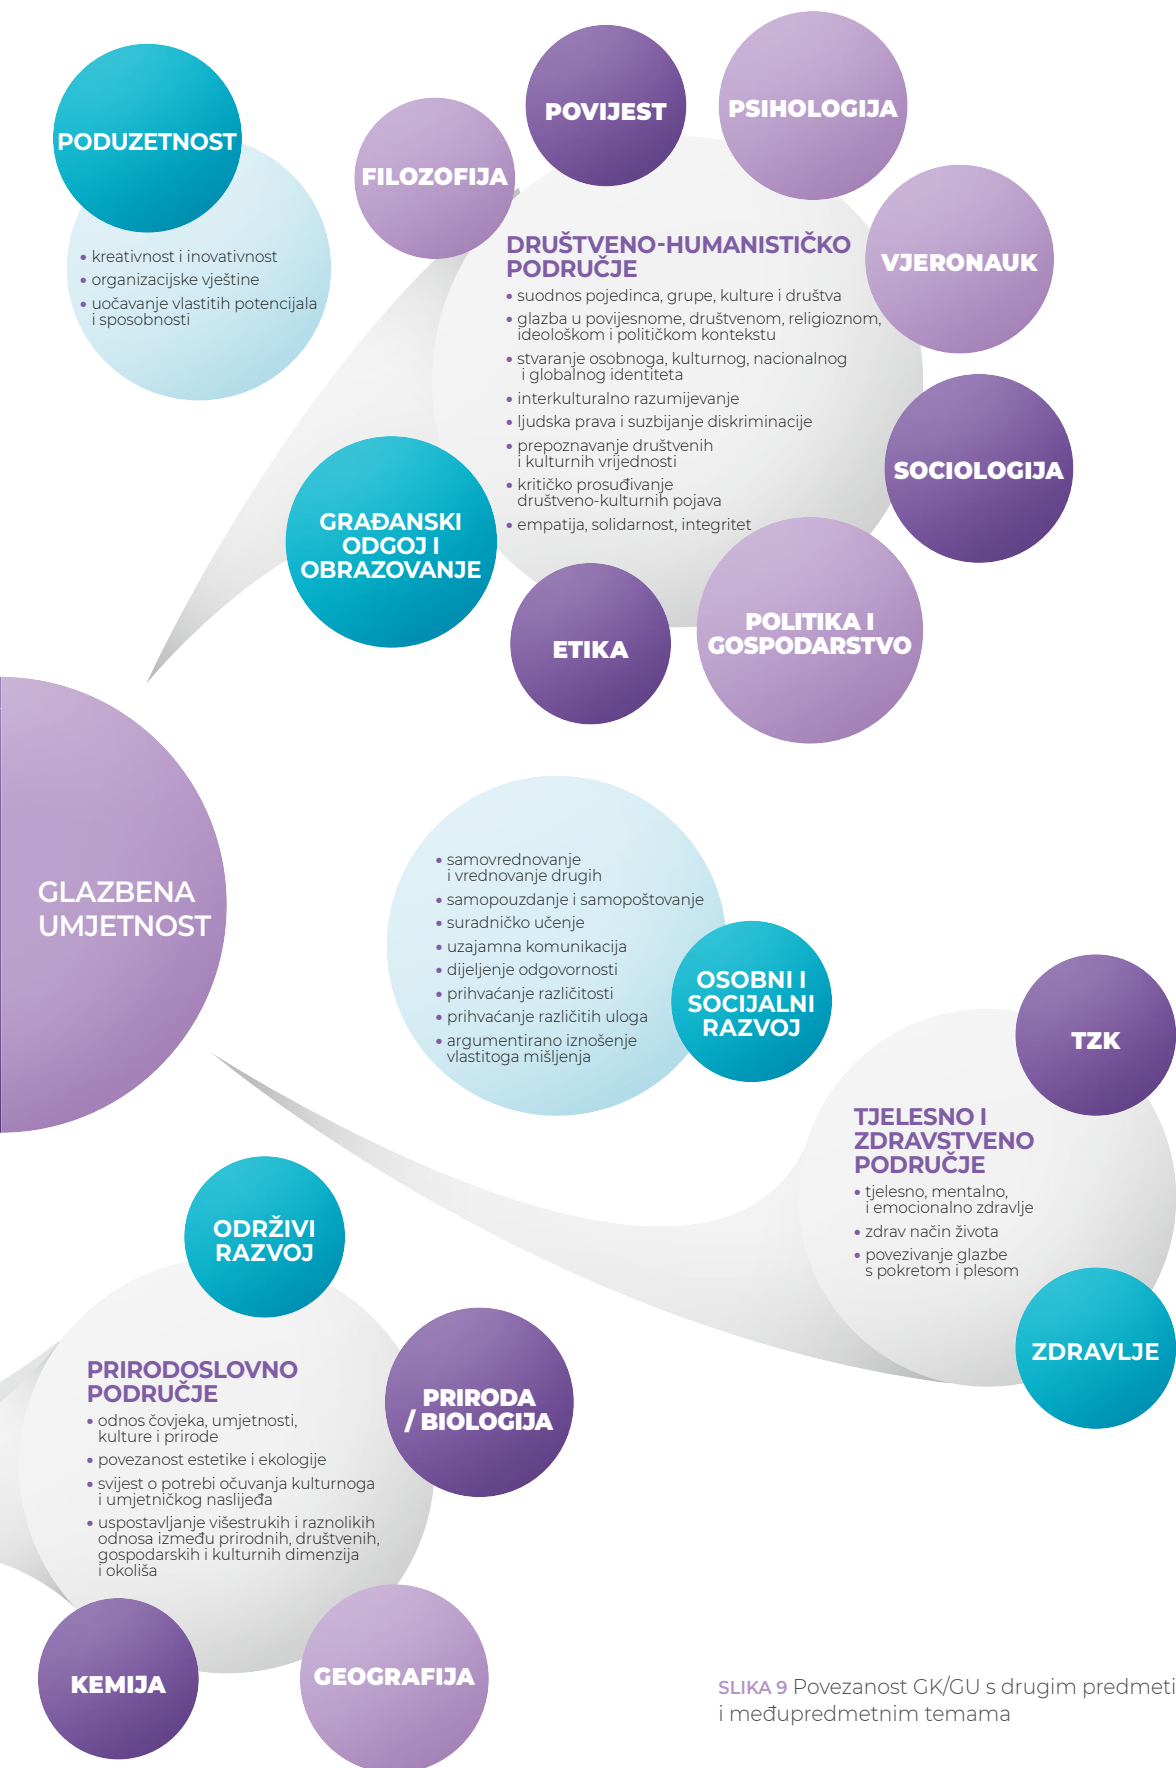 PODUZETNOST
• kreativnost i inovativnost
• organizacijske vještine
• uočavanje vlastitih potencijala
i sposobnosti
FILOZOFIJA
POVIJEST
PSIHOLOGIJA
VJERONAUK
SOCIOLOGIJA
POLITIKA I
GOSPODARSTVO
ETIKA
GRAĐANSKI
ODGOJ I
OBRAZOVANJE
DRUŠTVENO-HUMANISTIČKO
PODRUČJE
• suodnos pojedinca, grupe, kulture i društva
• glazba u povijesnome, društvenom, religioznom,
ideološkom i političkom kontekstu
• stvaranje osobnoga, kulturnog, nacionalnog
i globalnog identiteta
• interkulturalno razumijevanje
• ljudska prava i suzbijanje diskriminacije
• prepoznavanje društvenih
i kulturnih vrijednosti
• kritičko prosuđivanje
društveno-kulturnih pojava
• empatija, solidarnost, integritet
GLAZBENA
UMJETNOST
• samovrednovanje
i vrednovanje drugih
• samopouzdanje i samopoštovanje
• suradničko učenje
• uzajamna komunikacija
• dijeljenje odgovornosti
• prihvaćanje različitosti
• prihvaćanje različitih uloga
• argumentirano iznošenje
vlastitoga mišljenja
OSOBNI I
SOCIJALNI
RAZVOJ
TZK
TJELESNO I
ZDRAVSTVENO
PODRUČJE
• tjelesno, mentalno,
i emocionalno zdravlje
• zdrav način života
• povezivanje glazbe
s pokretom i plesom
ZDRAVLJE
ODRŽIVI
RAZVOJ
PRIRODOSLOVNO
PODRUČJE
• odnos čovjeka, umjetnosti,
kulture i prirode
• povezanost estetike i ekologije
• svijest o potrebi očuvanja kulturnoga
i umjetničkog naslijeđa
• uspostavljanje višestrukih i raznolikih
odnosa između prirodnih, društvenih,
gospodarskih i kulturnih dimenzija
i okoliša
PRIRODA
/ BIOLOGIJA
KEMIJA
GEOGRAFIJA
SLIKA 9 Povezanost GK/GU s drugim predmeti
i međupredmetnim temama